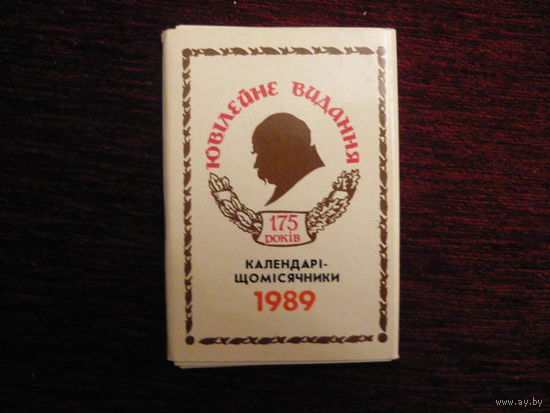 ЮВІЛЕЙНЕ ВИДАННЯ
175
років
КАЛЕНДАРІ-
ЩОМІСЯЧНИКИ
1989
www.ay.by